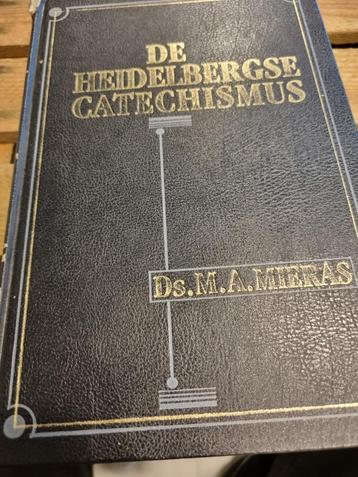 DE
HEIDELBERGSE
CATECHISMUS
Ds. M. A. MIERAS